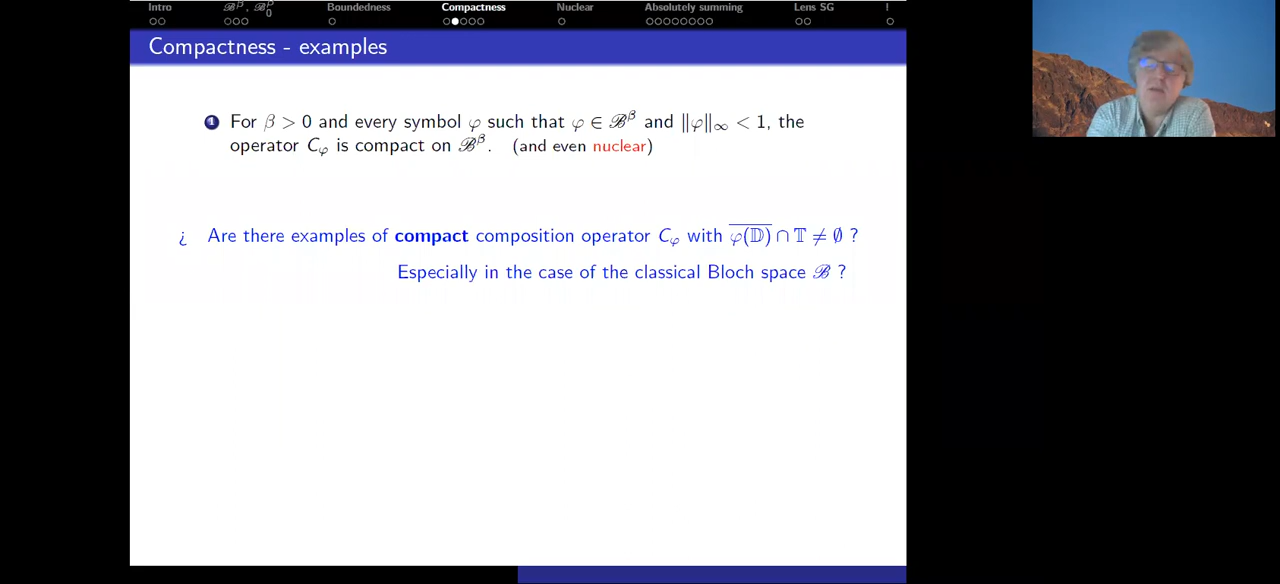 Intro ℬ^β, ℬ₀^β Boundedness Compactness Nuclear Absolutely summing Lens SG !
Compactness - examples
1 For β > 0 and every symbol φ such that φ ∈ ℬ^β and ‖φ‖∞ < 1, the
operator C_φ is compact on ℬ^β. (and even nuclear)
¿ Are there examples of compact composition operator C_φ with \overline{φ(𝔻)} ∩ 𝕋 ≠ ∅ ?
Especially in the case of the classical Bloch space ℬ ?